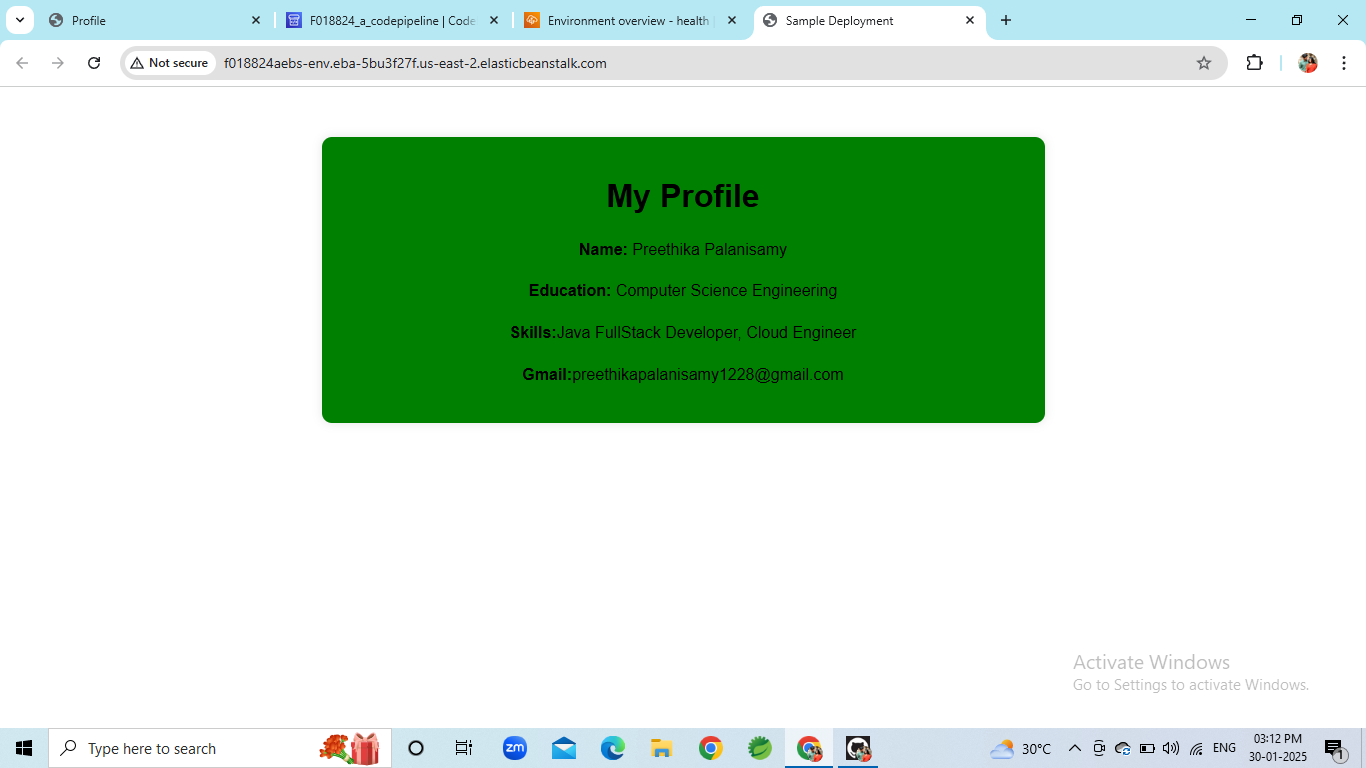 Profile
F018824_a_codepipeline | Code
Environment overview - health
Sample Deployment
Not secure
f018824aebs-env.eba-5bu3f27f.us-east-2.elasticbeanstalk.com
My Profile
Name: Preethika Palanisamy
Education: Computer Science Engineering
Skills:Java FullStack Developer, Cloud Engineer
Gmail:preethikapalanisamy1228@gmail.com
Activate Windows
Go to Settings to activate Windows.
Type here to search
zm
30°C
ENG
03:12 PM
30-01-2025
1